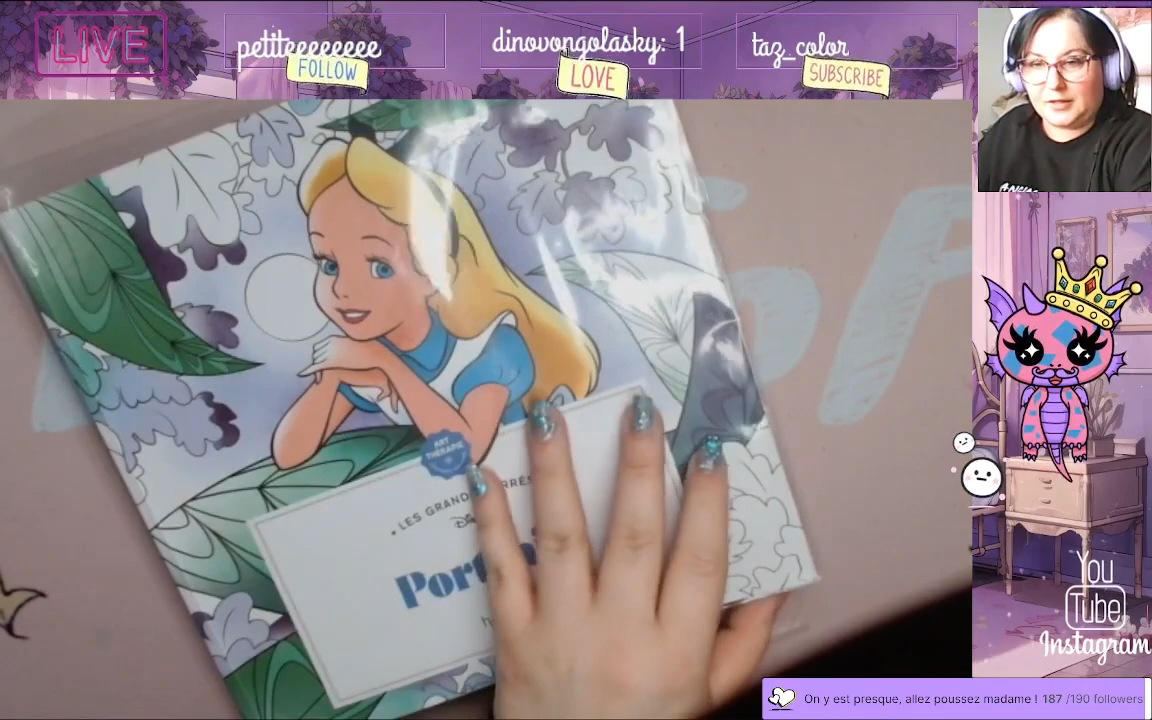 LIVE
petiteeeeeeee
FOLLOW
dinovongolasky: 1
LOVE
taz_color
SUBSCRIBE
ART
THÉRAPIE
LES GRANDS CARRÉS
You
Tube
Instagram
On y est presque, allez poussez madame ! 187 /190 followers